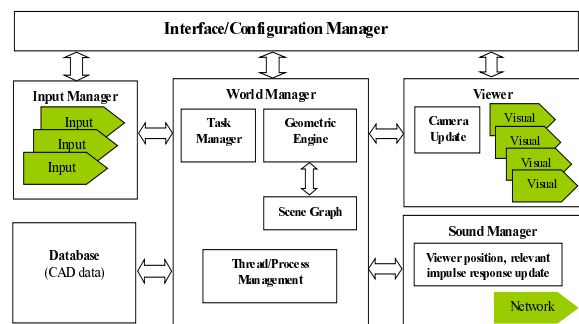 Interface/Configuration Manager
Input Manager
Input
Input
Input
World Manager
Task
Manager
Geometric
Engine
Scene Graph
Thread/Process
Management
Viewer
Camera
Update
Visual
Visual
Visual
Visual
Database
(CAD data)
Sound Manager
Viewer position, relevant
impulse response update
Network